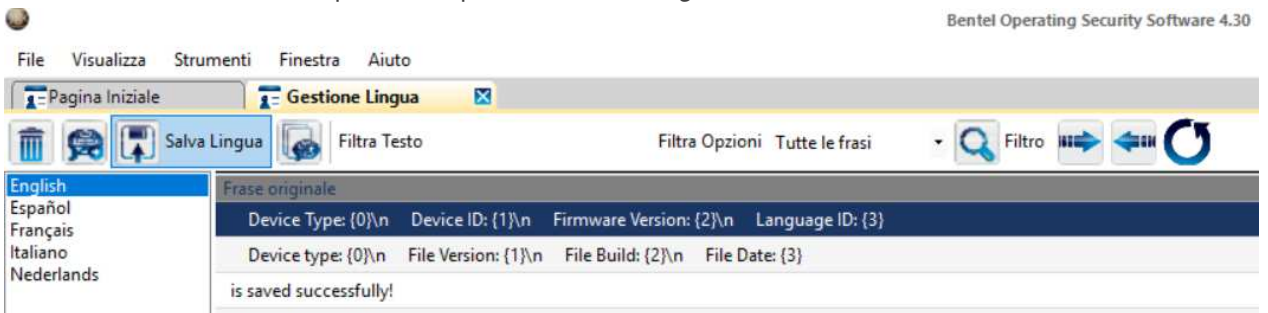 Bentel Operating Security Software 4.30
File Visualizza Strumenti Finestra Aiuto
Pagina Iniziale Gestione Lingua
Salva Lingua Filtra Testo Filtra Opzioni Tutte le frasi Filtro
English
Español
Français
Italiano
Nederlands
Frase originale
Device Type: {0}\n Device ID: {1}\n Firmware Version: {2}\n Language ID: {3}
Device type: {0}\n File Version: {1}\n File Build: {2}\n File Date: {3}
is saved successfully!